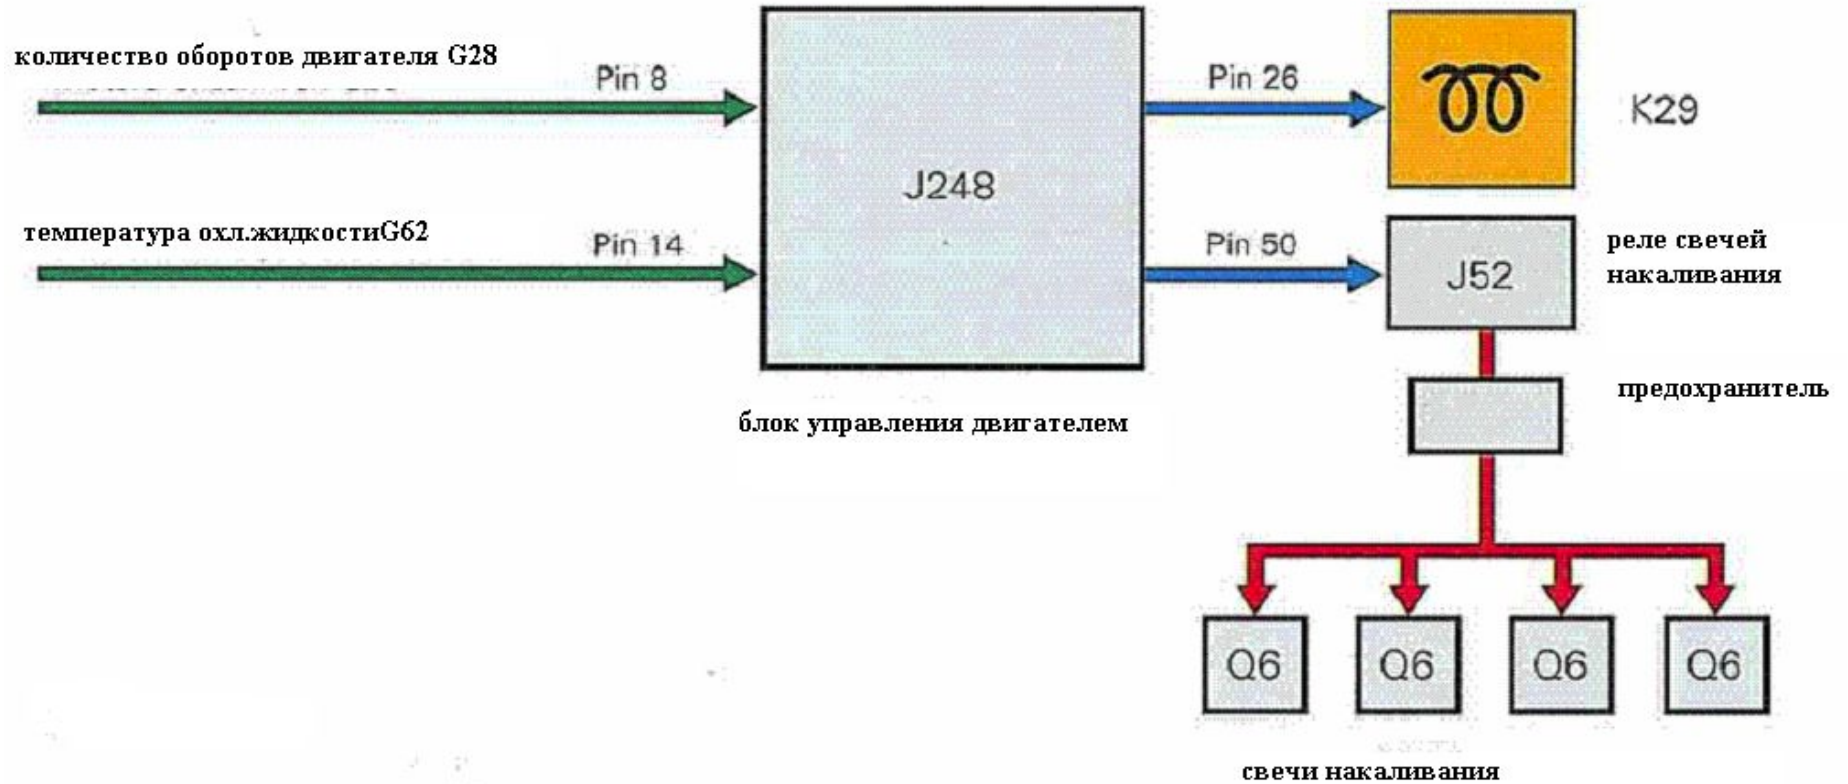 количество оборотов двигателя G28
Pin 8
Pin 26
K29
J248
температура охл.жидкостиG62
Pin 14
Pin 50
J52
реле свечей
накаливания
предохранитель
блок управления двигателем
Q6
Q6
Q6
Q6
свечи накаливания